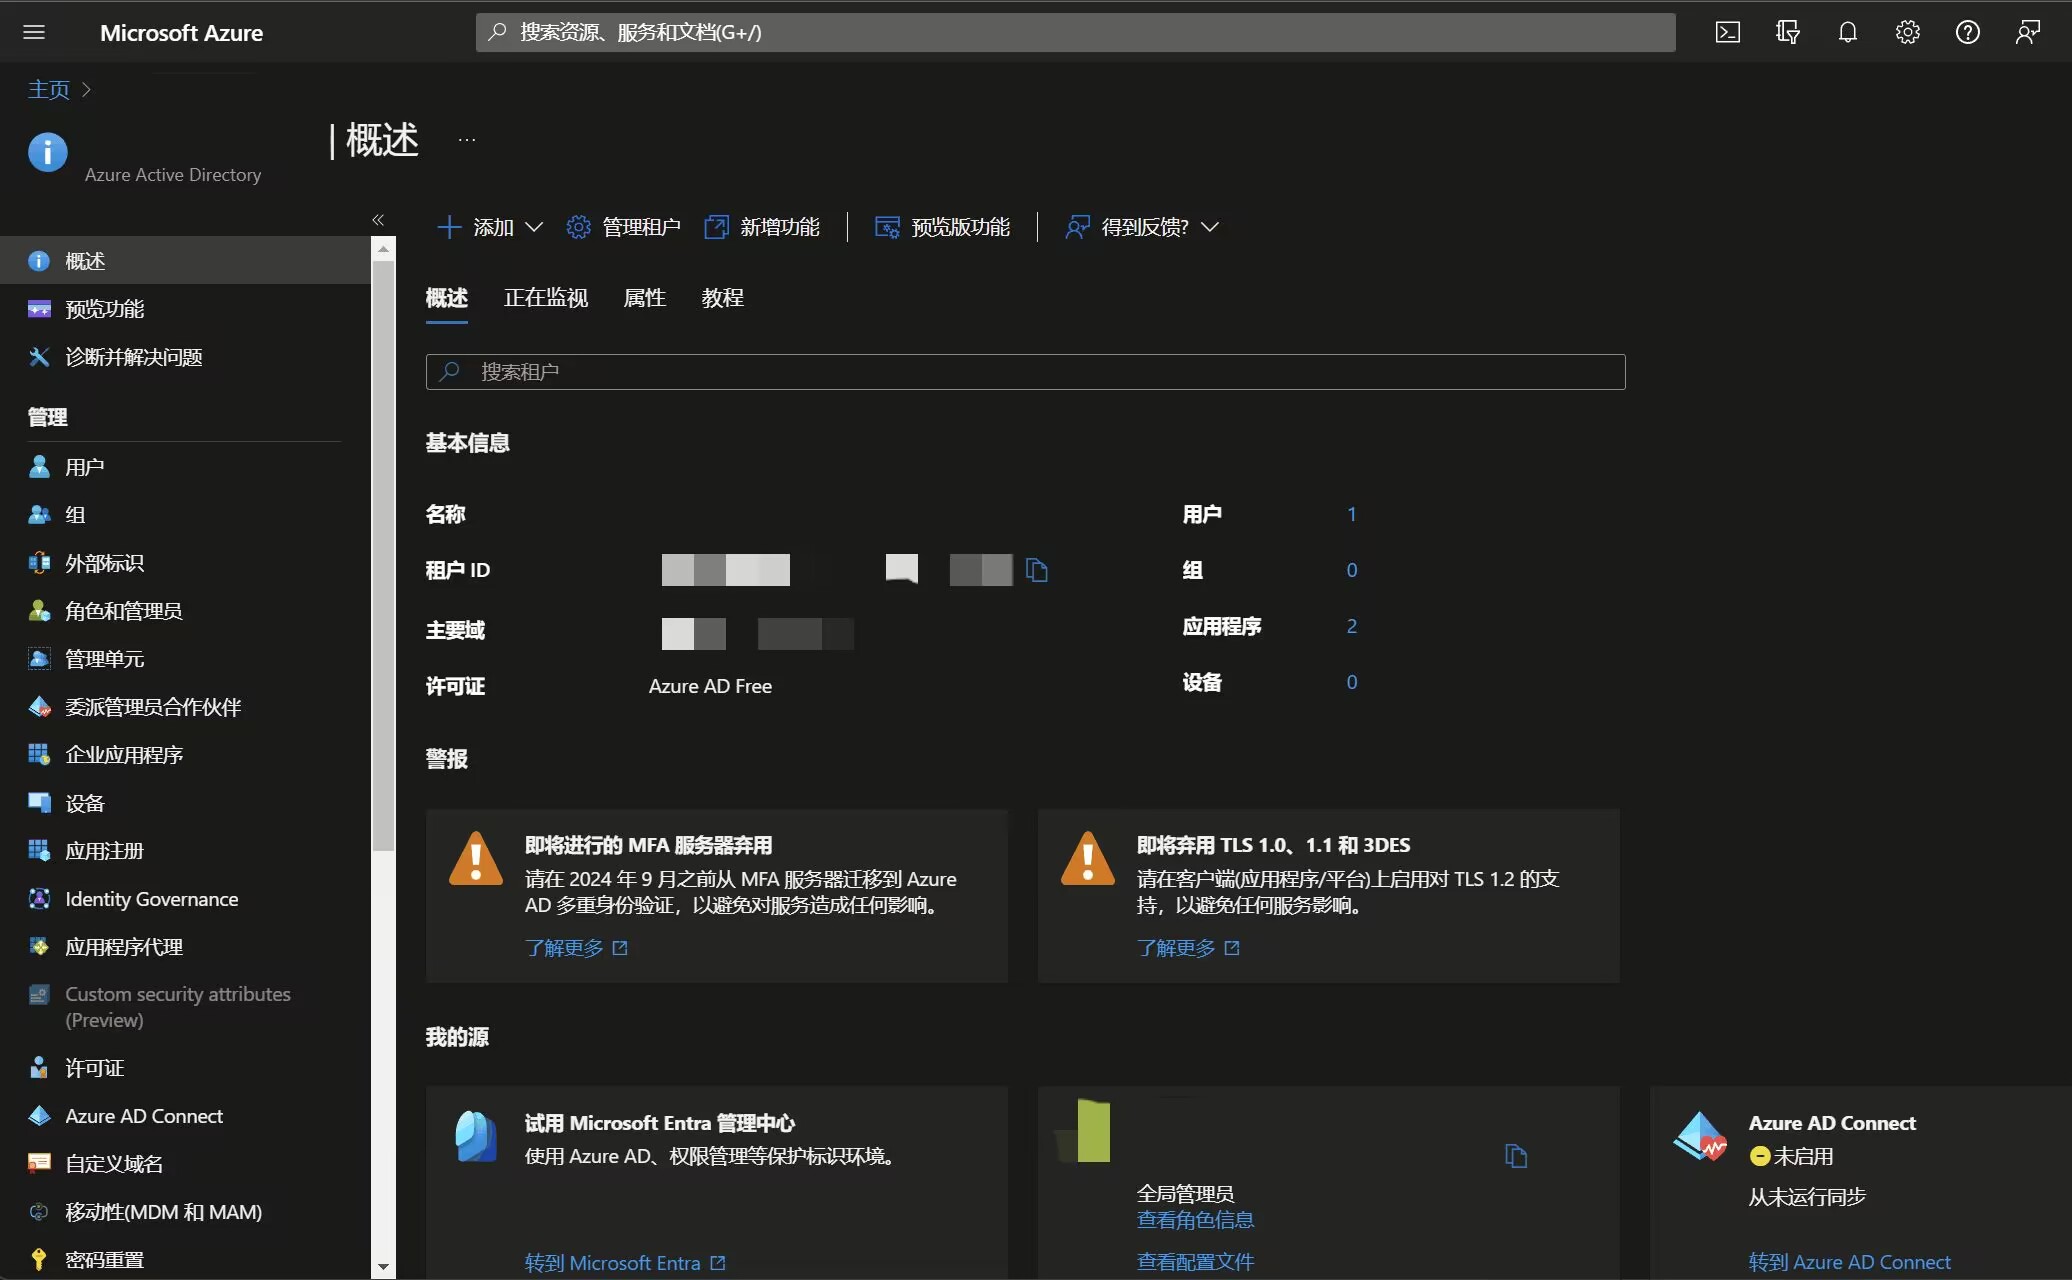 Microsoft Azure
搜索资源、服务和文档(G+/)
主页
| 概述
...
Azure Active Directory
添加
管理租户
新增功能
预览版功能
得到反馈?
概述
预览功能
诊断并解决问题
管理
用户
组
外部标识
角色和管理员
管理单元
委派管理员合作伙伴
企业应用程序
设备
应用注册
Identity Governance
应用程序代理
Custom security attributes
(Preview)
许可证
Azure AD Connect
自定义域名
移动性(MDM 和 MAM)
密码重置
概述
正在监视
属性
教程
搜索租户
基本信息
名称
租户 ID
主要域
许可证
Azure AD Free
用户
1
组
0
应用程序
2
设备
0
警报
即将进行的 MFA 服务器弃用
请在 2024 年 9 月之前从 MFA 服务器迁移到 Azure
AD 多重身份验证，以避免对服务造成任何影响。
了解更多
即将弃用 TLS 1.0、1.1 和 3DES
请在客户端(应用程序/平台)上启用对 TLS 1.2 的支
持，以避免任何服务影响。
了解更多
我的源
试用 Microsoft Entra 管理中心
使用 Azure AD、权限管理等保护标识环境。
转到 Microsoft Entra
全局管理员
查看角色信息
查看配置文件
Azure AD Connect
未启用
从未运行同步
转到 Azure AD Connect